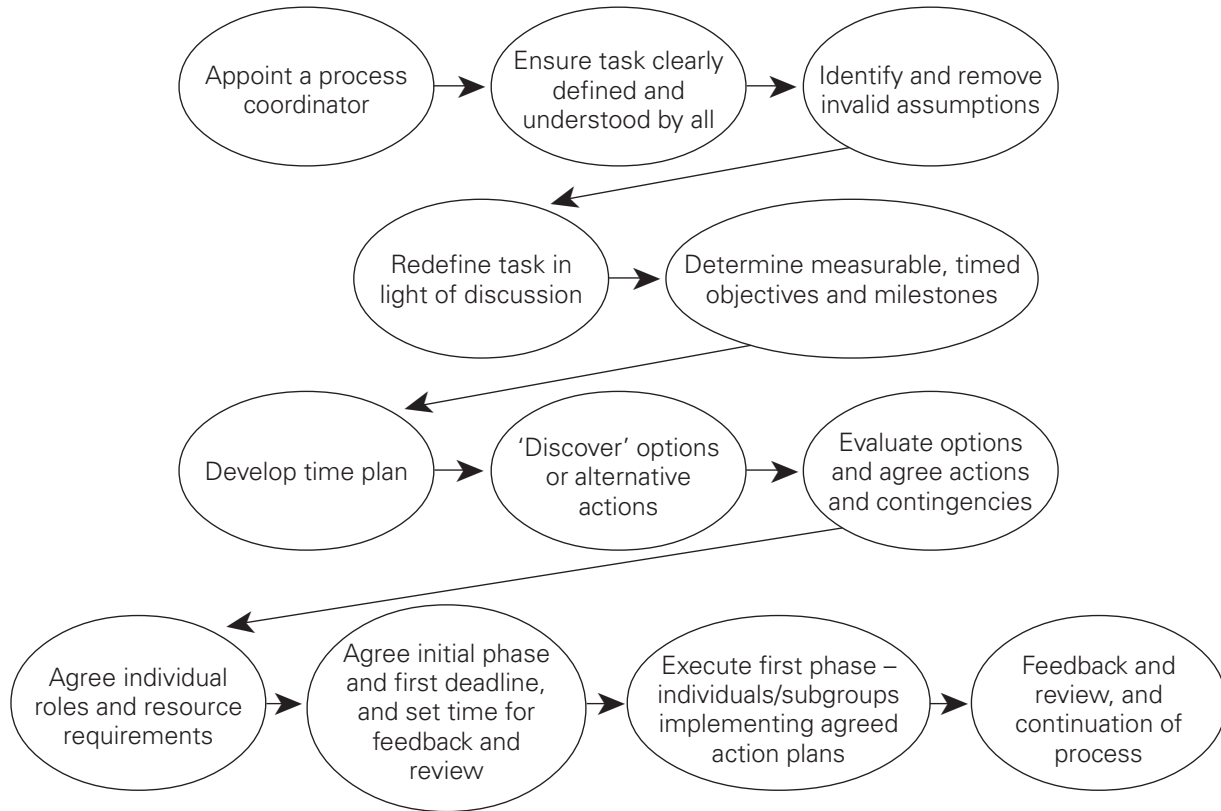 Appoint a process
coordinator
Ensure task clearly
defined and
understood by all
Identify and remove
invalid assumptions
Redefine task in
light of discussion
Determine measurable, timed
objectives and milestones
Develop time plan
‘Discover’ options
or alternative
actions
Evaluate options
and agree actions
and contingencies
Agree individual
roles and resource
requirements
Agree initial phase
and first deadline,
and set time for
feedback and
review
Execute first phase –
individuals/subgroups
implementing agreed
action plans
Feedback and
review, and
continuation of
process